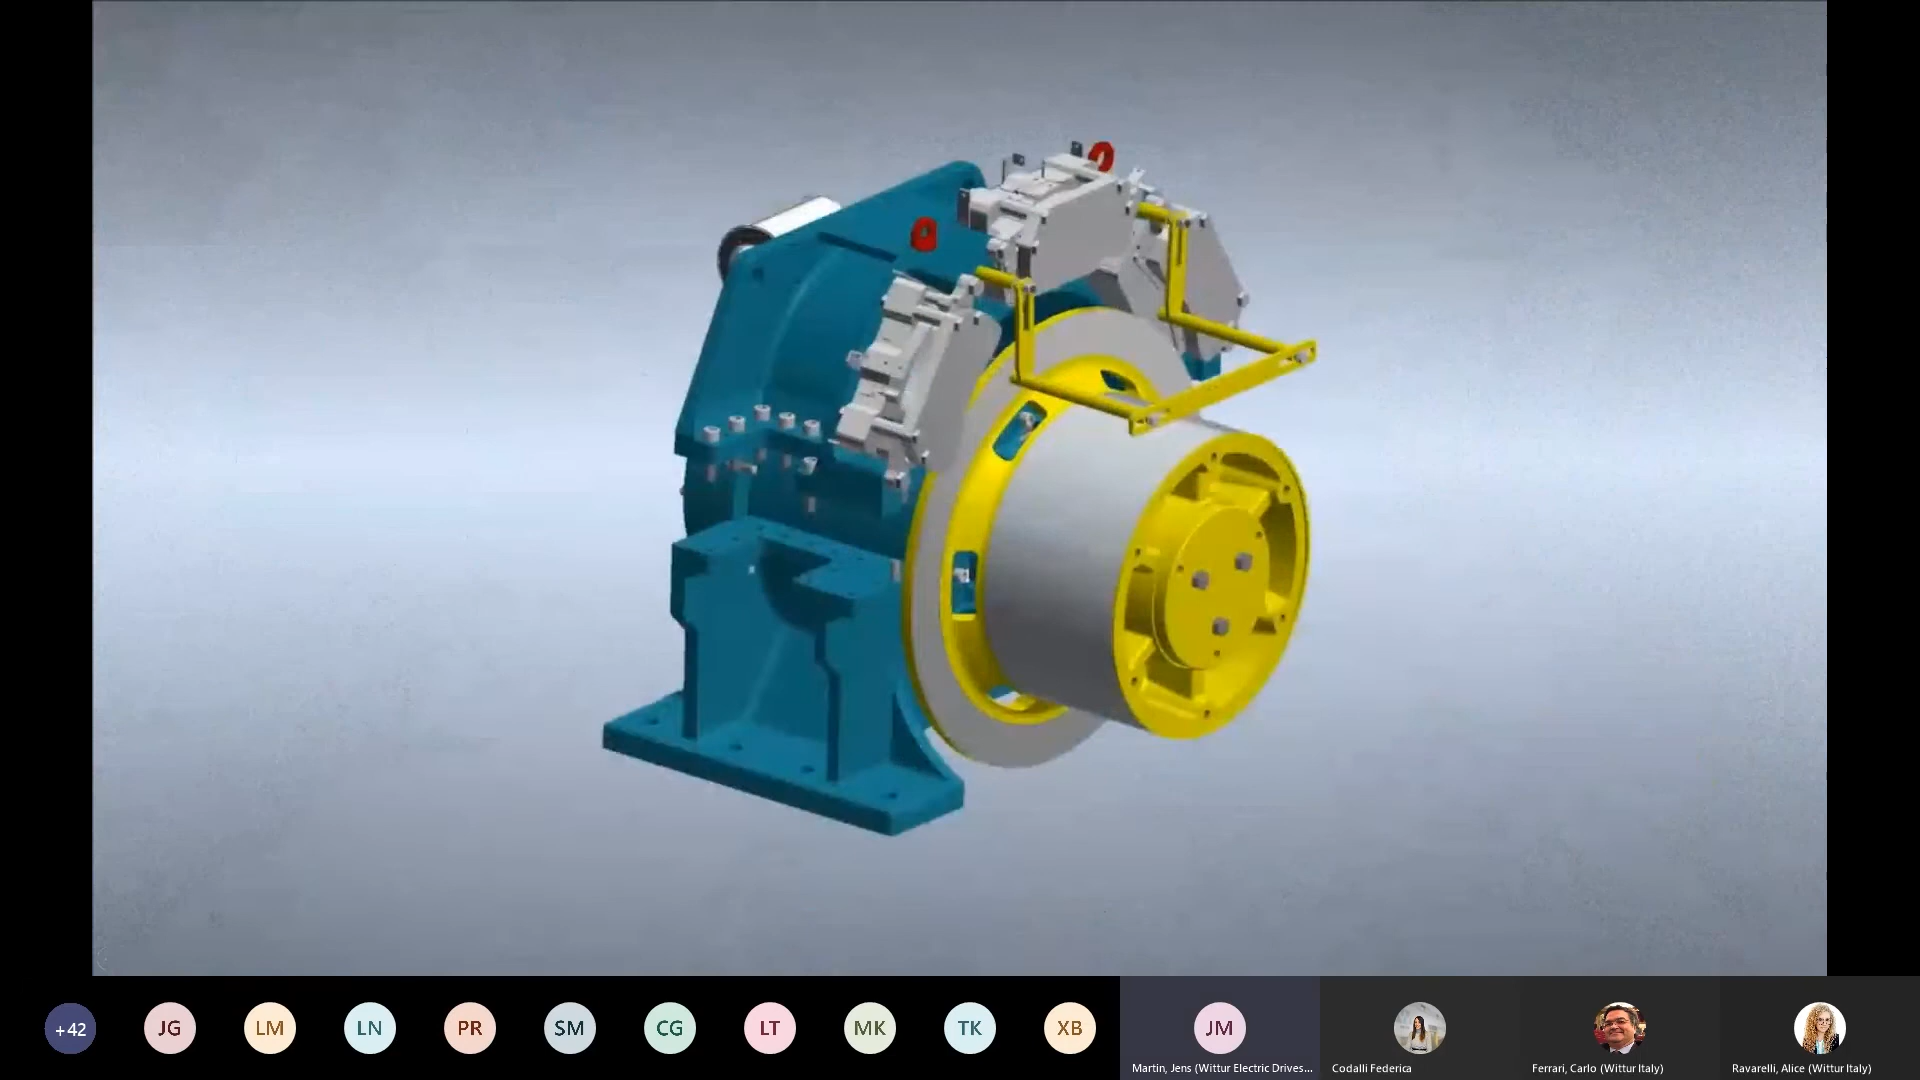 +42
JG
LM
LN
PR
SM
CG
LT
MK
TK
XB
JM
Martin, Jens (Wittur Electric Drives...
Codalli Federica
Ferrari, Carlo (Wittur Italy)
Ravarelli, Alice (Wittur Italy)